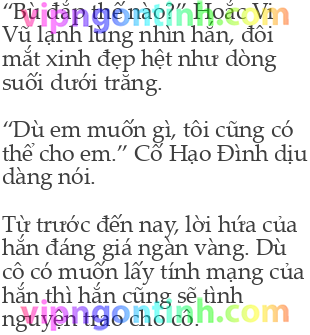 “Bù đắp thế nào?” Hoắc Vi
Vũ lạnh lùng nhìn hắn, đôi
mắt xinh đẹp hệt như dòng
suối dưới trăng.
“Dù em muốn gì, tôi cũng có
thể cho em.” Cố Hạo Đình dịu
dàng nói.
Từ trước đến nay, lời hứa của
hắn đáng giá ngàn vàng. Dù
cô có muốn lấy tính mạng của
hắn thì hắn cũng sẽ tình
nguyện trao cho cô.
vipngontinh.com
vipngontinh.com